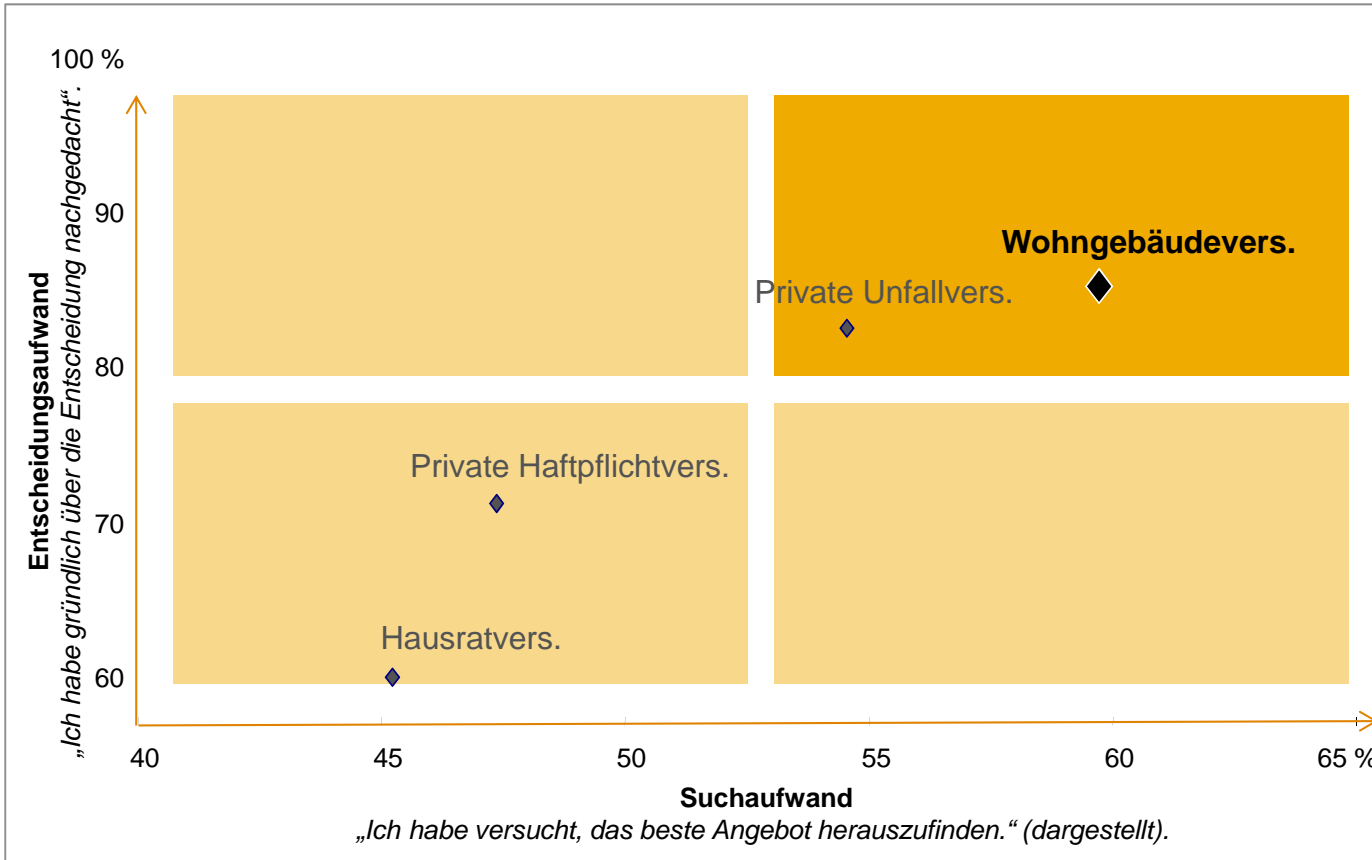 100 %
90
80
70
60
Entscheidungsaufwand
„Ich habe gründlich über die Entscheidung nachgedacht“.
Wohngebäudevers.
Private Unfallvers.
Private Haftpflichtvers.
Hausratvers.
40 45 50 55 60 65 %
Suchaufwand
„Ich habe versucht, das beste Angebot herauszufinden.“ (dargestellt).